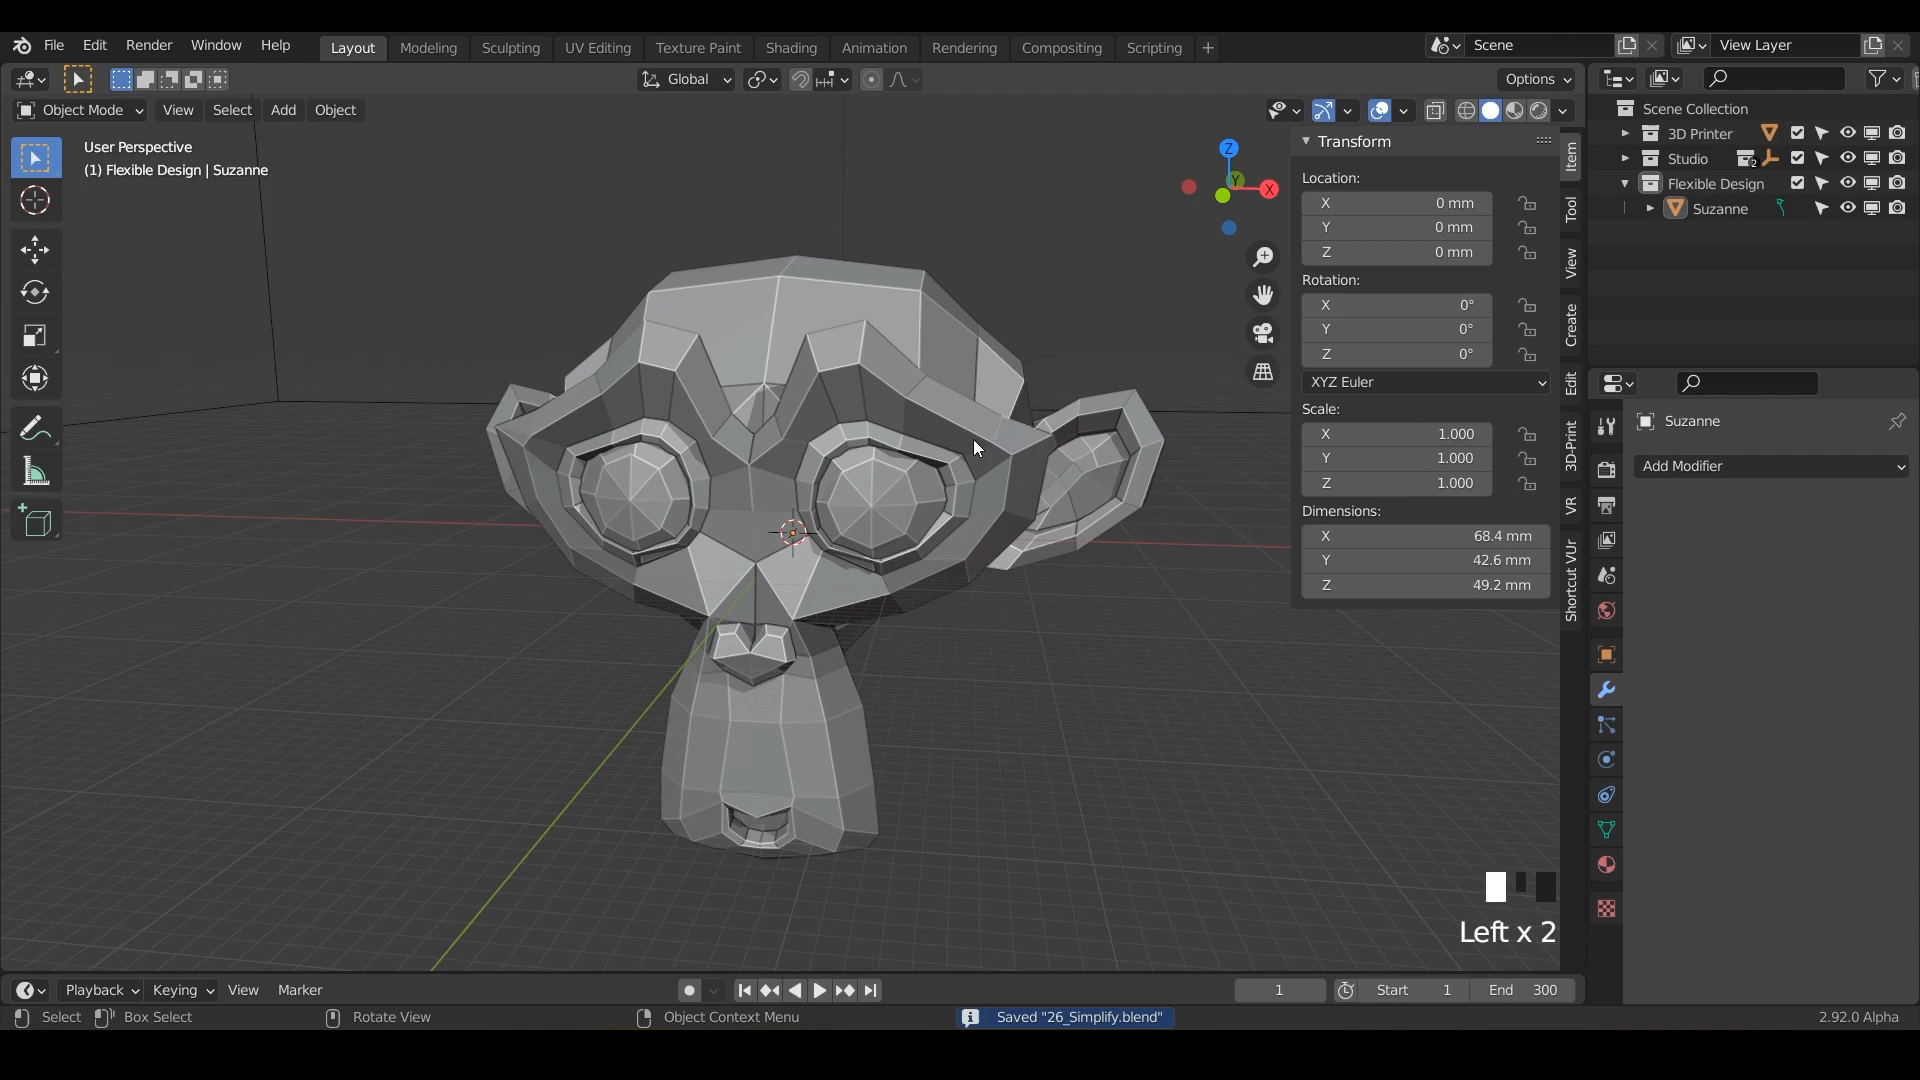 File Edit Render Window Help Layout Modeling Sculpting UV Editing Texture Paint Shading Animation Rendering Compositing Scripting + Scene View Layer
Global Options
Object Mode View Select Add Object
User Perspective
(1) Flexible Design | Suzanne
Z
Y
X
Transform
Location:
X 0 mm
Y 0 mm
Z 0 mm
Rotation:
X 0°
Y 0°
Z 0°
XYZ Euler
Scale:
X 1.000
Y 1.000
Z 1.000
Dimensions:
X 68.4 mm
Y 42.6 mm
Z 49.2 mm
Item
Tool
View
Create
Edit
3D-Print
VR
Shortcut VUr
Scene Collection
3D Printer
Studio 2
Flexible Design
Suzanne
Suzanne
Add Modifier
Left x 2
Playback Keying View Marker 1 Start 1 End 300
Select Box Select Rotate View Object Context Menu Saved "26_Simplify.blend" 2.92.0 Alpha